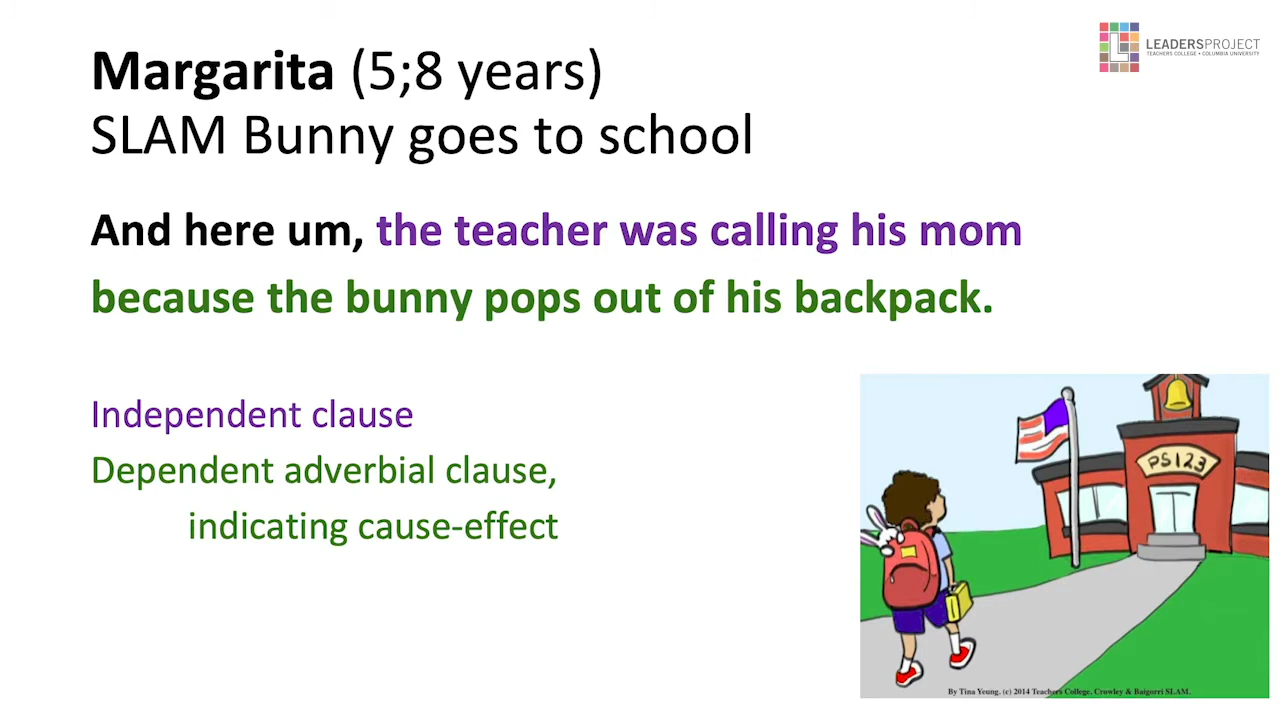 LEADERSPROJECT
TEACHERS COLLEGE • COLUMBIA UNIVERSITY
Margarita (5;8 years)
SLAM Bunny goes to school
And here um, the teacher was calling his mom
because the bunny pops out of his backpack.
Independent clause
Dependent adverbial clause,
indicating cause-effect
PS123
By Tina Yeung. (c) 2014 Teachers College. Crowley & Baigorri SLAM.